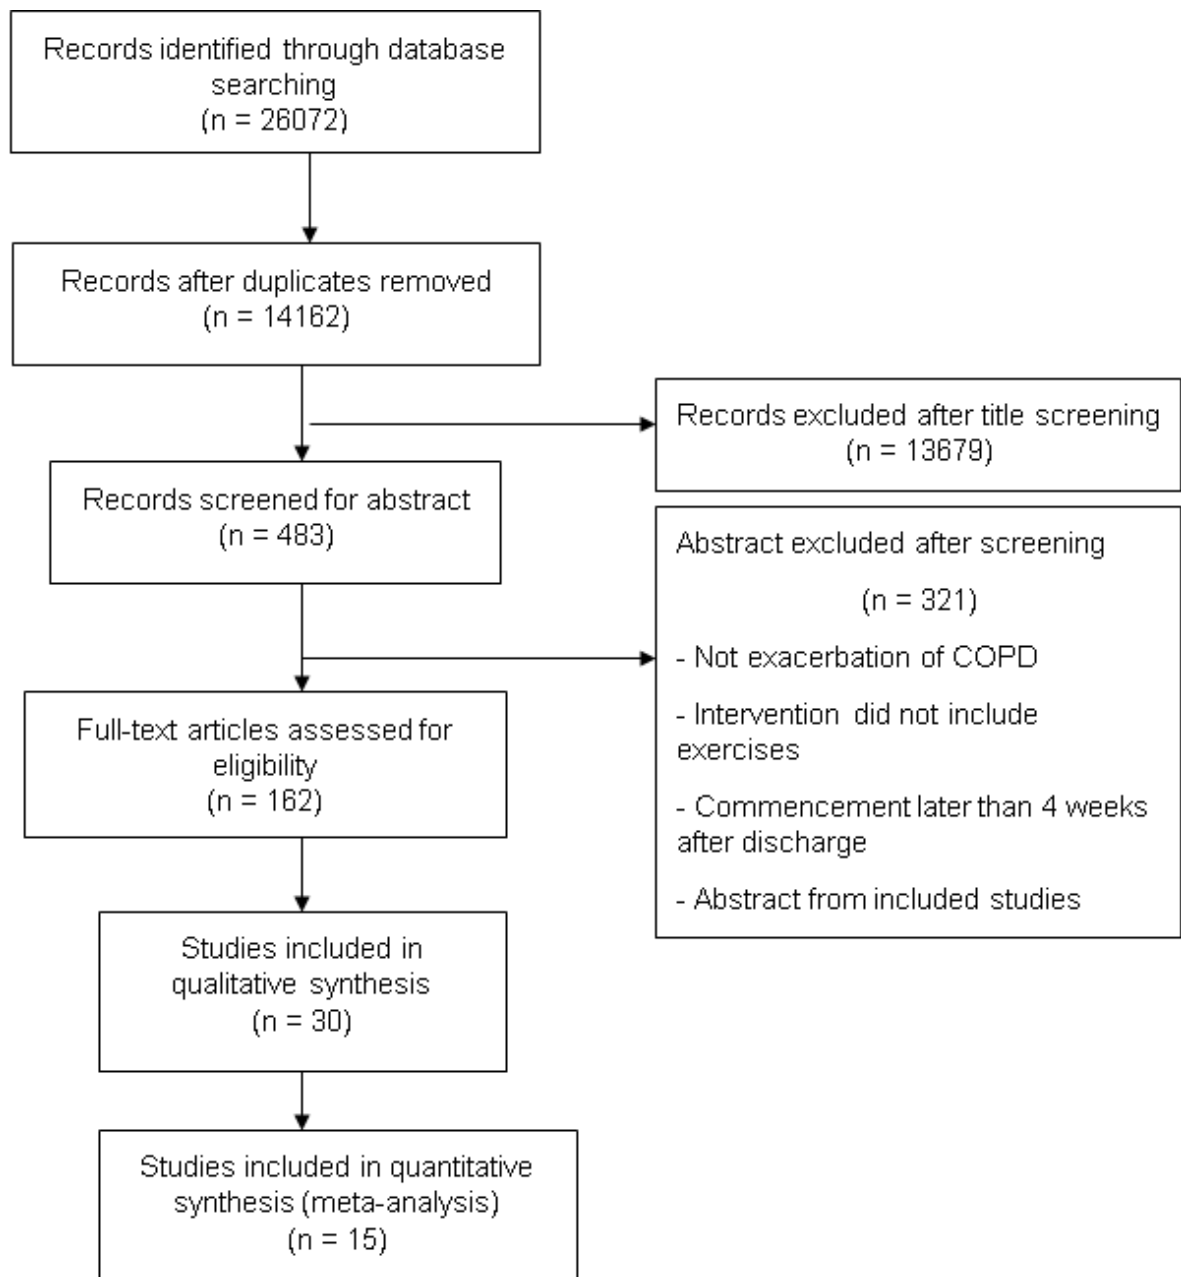 Records identified through database
searching
(n = 26072)
Records after duplicates removed
(n = 14162)
Records excluded after title screening
(n = 13679)
Records screened for abstract
(n = 483)
Abstract excluded after screening
(n = 321)
- Not exacerbation of COPD
- Intervention did not include
exercises
- Commencement later than 4 weeks
after discharge
- Abstract from included studies
Full-text articles assessed for
eligibility
(n = 162)
Studies included in
qualitative synthesis
(n = 30)
Studies included in quantitative
synthesis (meta-analysis)
(n = 15)